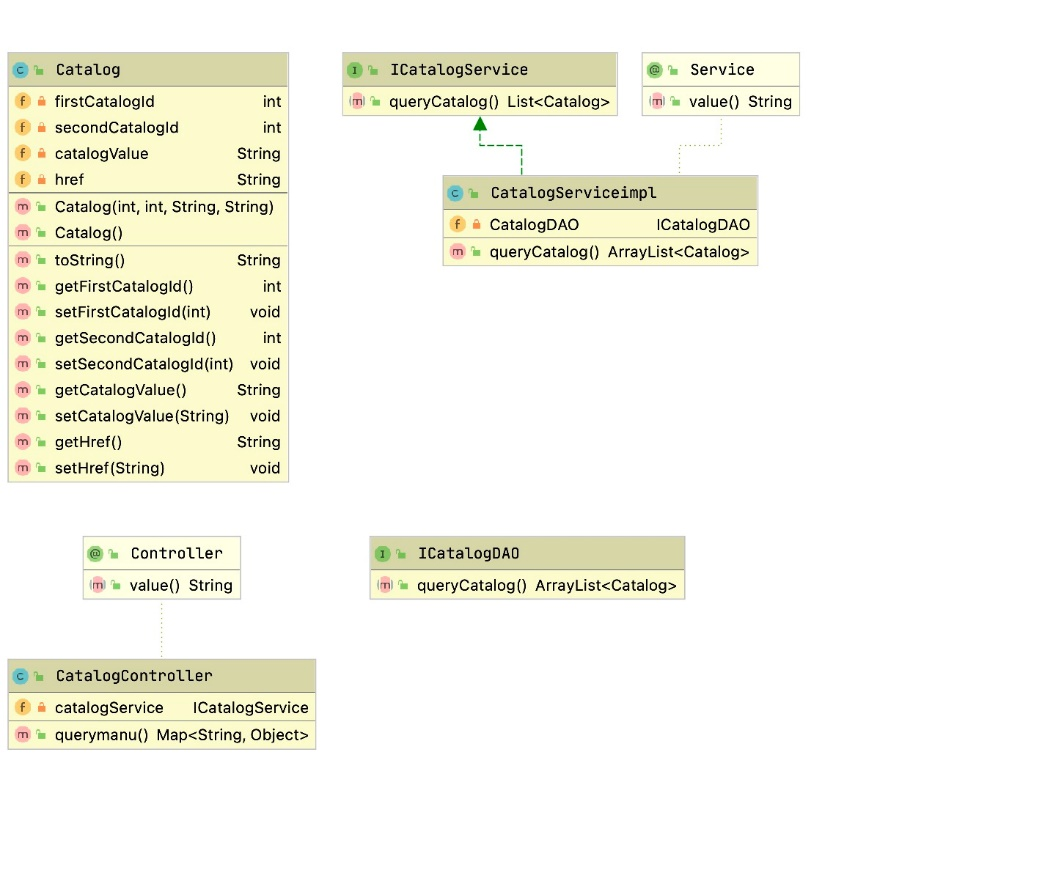 Catalog
firstCatalogId int
secondCatalogId int
catalogValue String
href String
Catalog(int, int, String, String)
Catalog()
toString() String
getFirstCatalogId() int
setFirstCatalogId(int) void
getSecondCatalogId() int
setSecondCatalogId(int) void
getCatalogValue() String
setCatalogValue(String) void
getHref() String
setHref(String) void
ICatalogService
queryCatalog() List<Catalog>
Service
value() String
CatalogServiceimpl
CatalogDAO ICatalogDAO
queryCatalog() ArrayList<Catalog>
Controller
value() String
ICatalogDAO
queryCatalog() ArrayList<Catalog>
CatalogController
catalogService ICatalogService
querymanu() Map<String, Object>